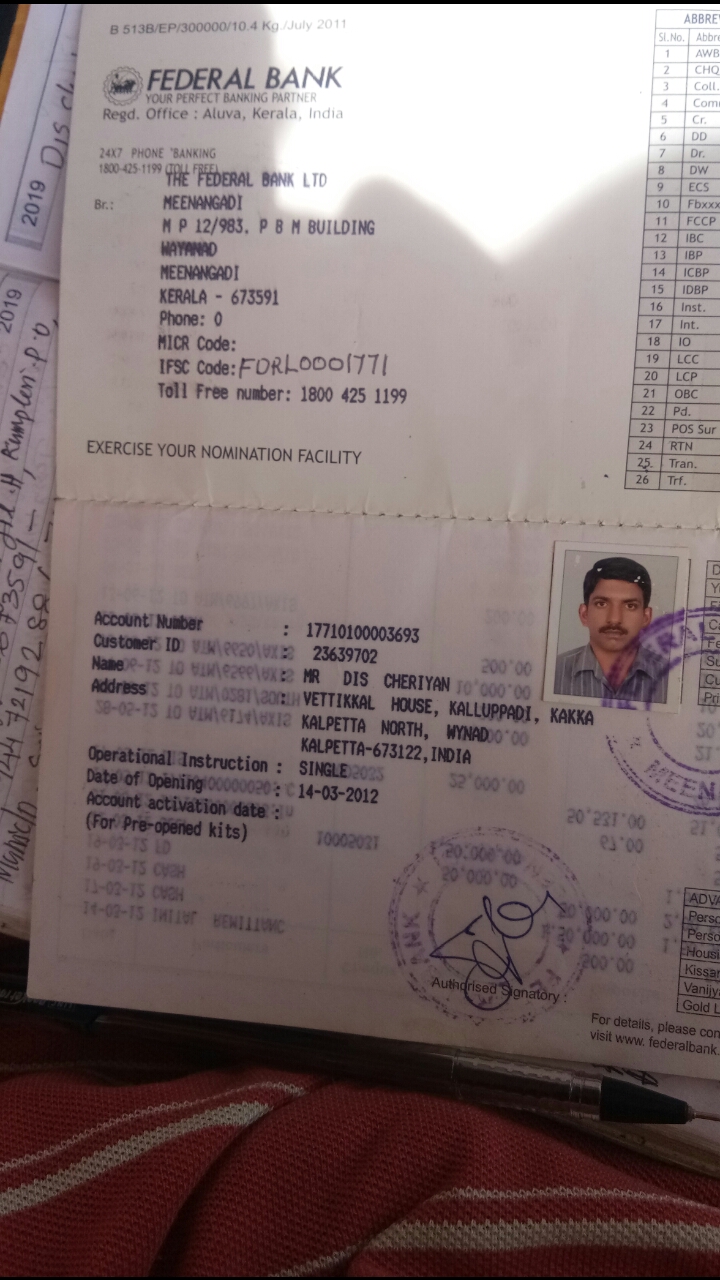 B 513B/EP/300000/10.4 Kg./July 2011
FEDERAL BANK
YOUR PERFECT BANKING PARTNER
Regd. Office : Aluva, Kerala, India
24X7 PHONE BANKING
1800-425-1199 (TOLL FREE)
THE FEDERAL BANK LTD
Br.: MEENANGADI
M P 12/983, P B M BUILDING
WAYANAD
MEENANGADI
KERALA - 673591
Phone: 0
MICR Code:
IFSC Code: FDRL0001771
Toll Free number: 1800 425 1199
EXERCISE YOUR NOMINATION FACILITY
ABBREV
Sl.No. Abbre
1 AWB
2 CHQ
3 Coll.
4 Com
5 Cr.
6 DD
7 Dr.
8 DW
9 ECS
10 Fbxxx
11 FCCP
12 IBC
13 IBP
14 ICBP
15 IDBP
16 Inst.
17 Int.
18 IO
19 LCC
20 LCP
21 OBC
22 Pd.
23 POS Sur
24 RTN
25 Tran.
26 Trf.
Account Number : 17710100003693
Customer ID : 23639702
Name : MR DIS CHERIYAN
Address : VETTIKKAL HOUSE, KALLUPPADI, KAKKA
KALPETTA NORTH, WYNAD
KALPETTA-673122,INDIA
Operational Instruction : SINGLE
Date of Opening : 14-03-2012
Account activation date :
(For Pre-opened kits)
Authorised Signatory
ADVA
Perso
Perso
Housi
Kissan
Vanijy
Gold L
For details, please con
visit www. federalbank.
2019
2019